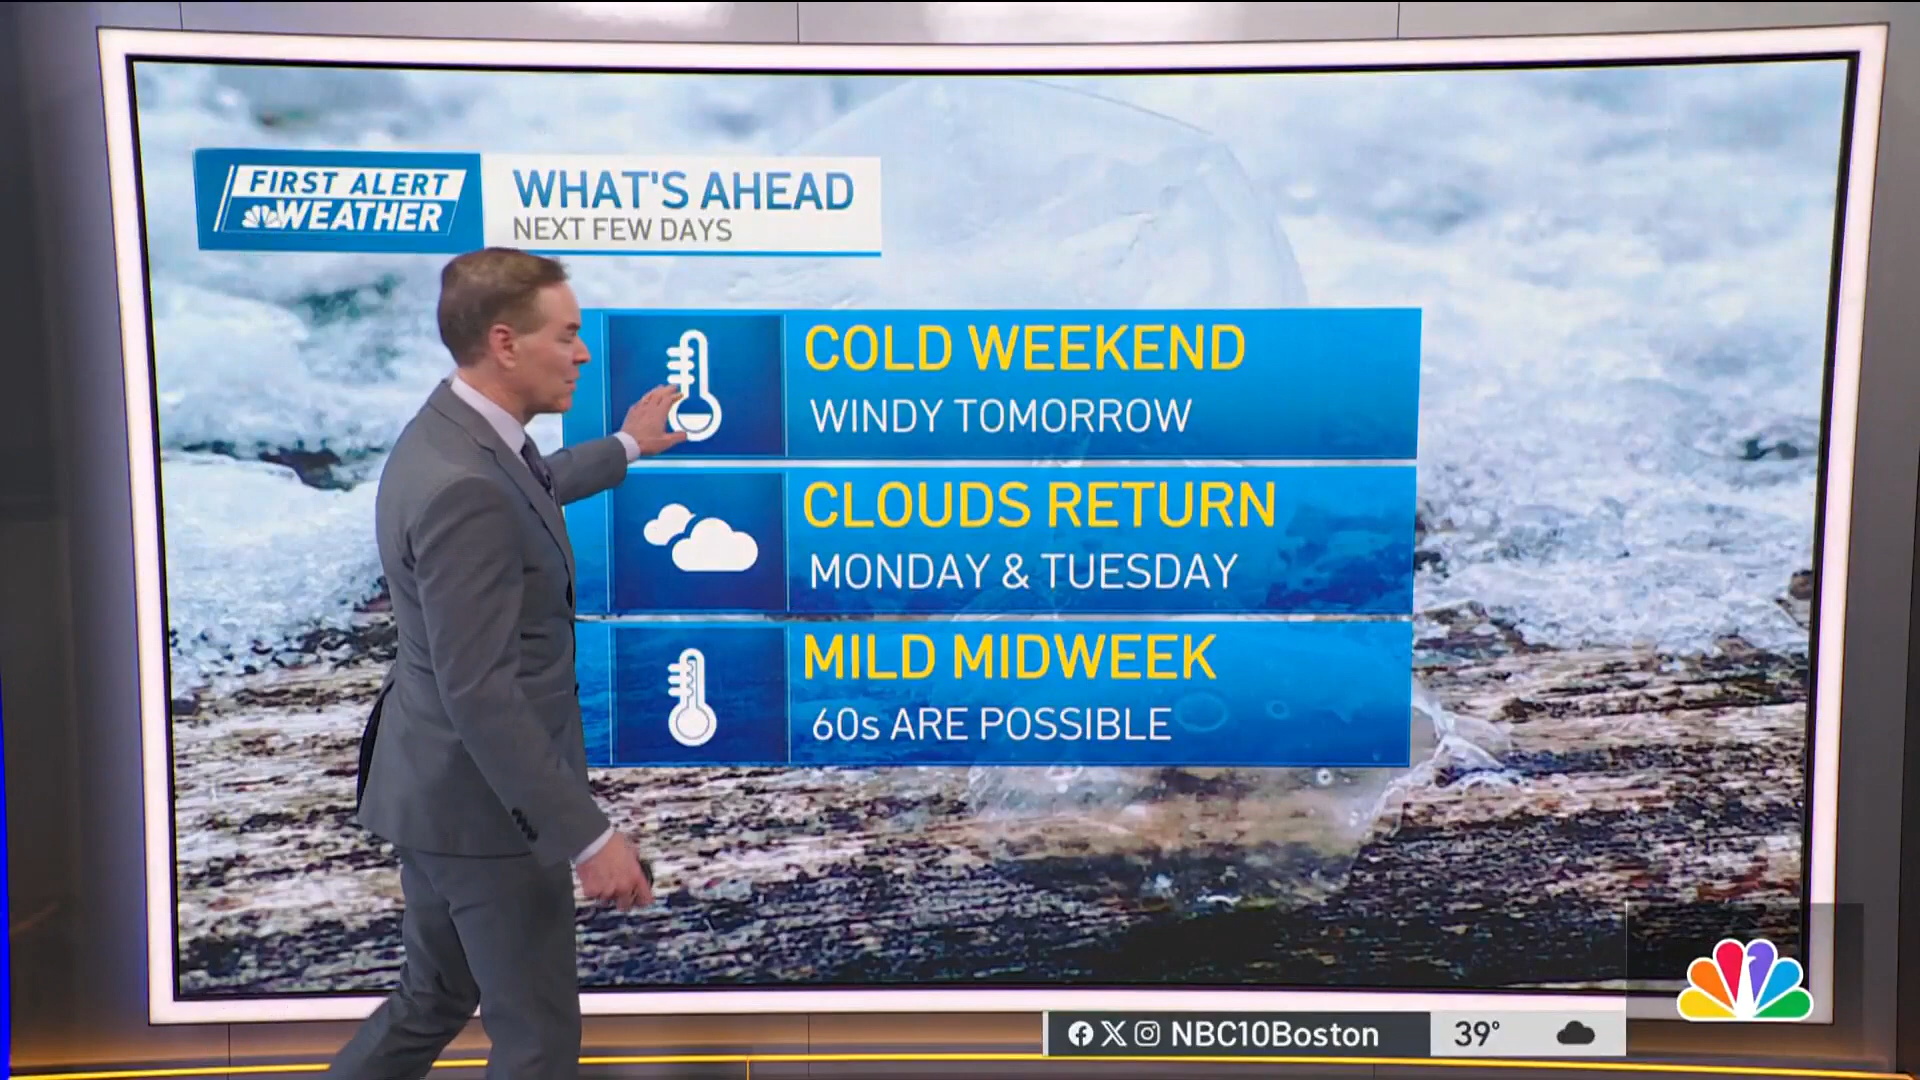 FIRST ALERT
WEATHER
WHAT'S AHEAD
NEXT FEW DAYS
COLD WEEKEND
WINDY TOMORROW
CLOUDS RETURN
MONDAY & TUESDAY
MILD MIDWEEK
60s ARE POSSIBLE
NBC10Boston 39°